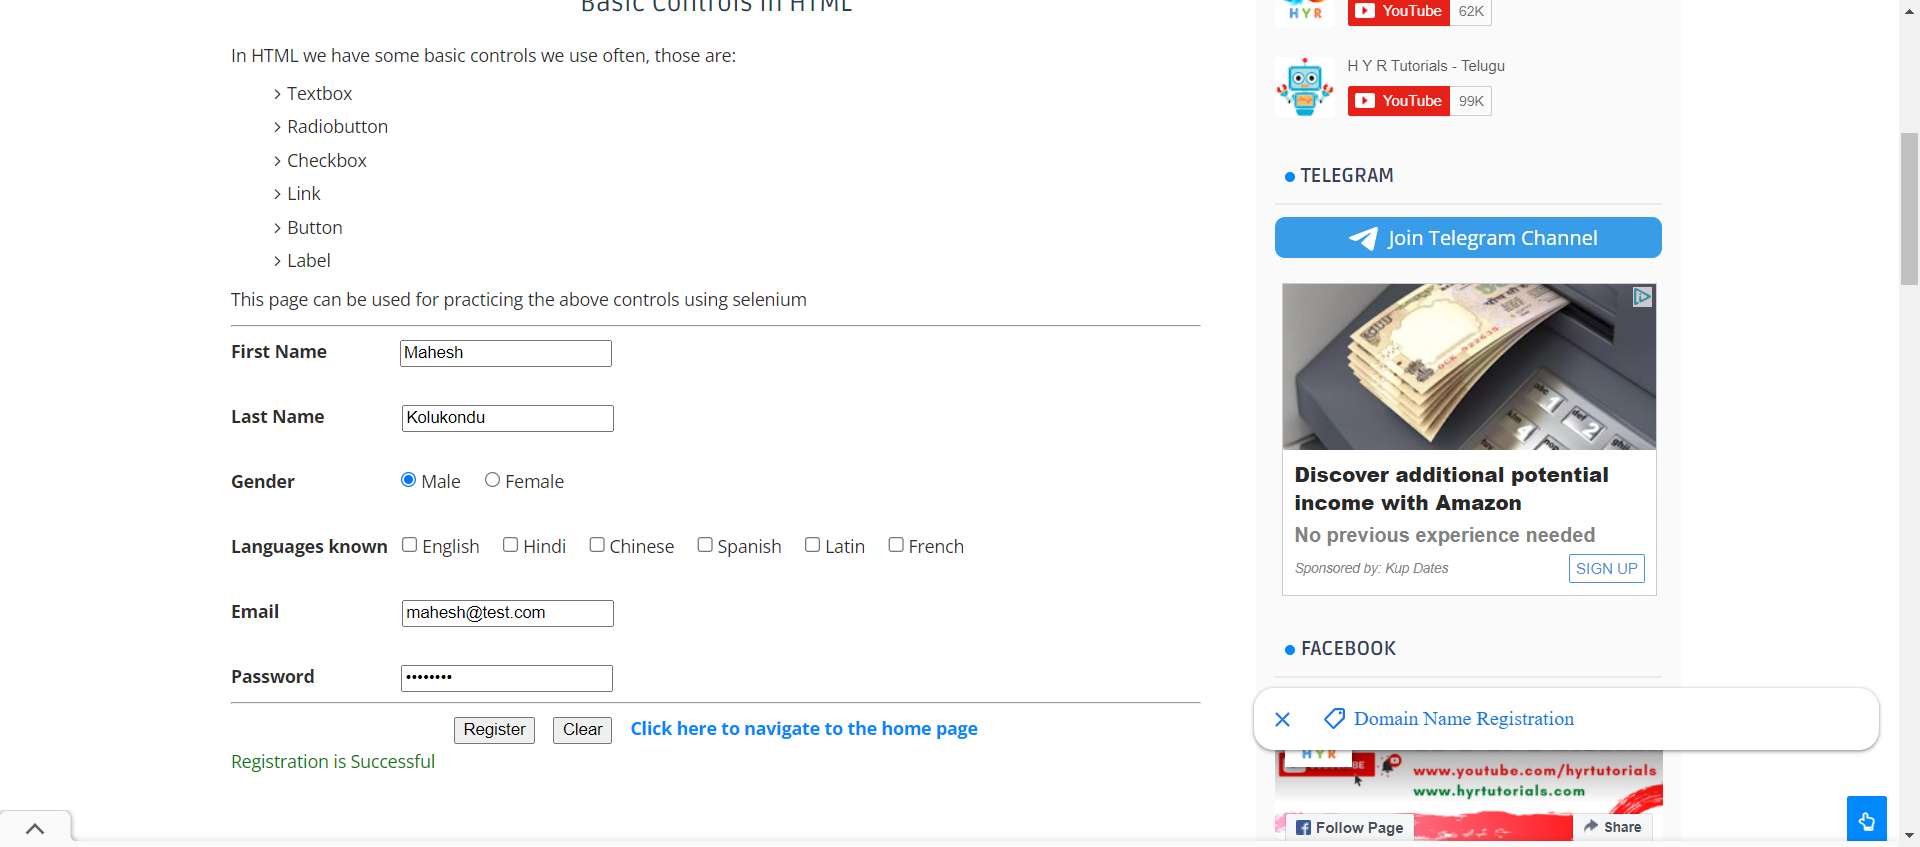 Basic Controls in HTML
In HTML we have some basic controls we use often, those are:
Textbox
Radiobutton
Checkbox
Link
Button
Label
This page can be used for practicing the above controls using selenium
First Name Mahesh
Last Name Kolukondu
Gender Male Female
Languages known English Hindi Chinese Spanish Latin French
Email mahesh@test.com
Password ••••••••
Register Clear Click here to navigate to the home page
Registration is Successful
HYR
YouTube 62K
H Y R Tutorials - Telugu
YouTube 99K
TELEGRAM
Join Telegram Channel
abc 1 def 2
4
Discover additional potential
income with Amazon
No previous experience needed
Sponsored by: Kup Dates
SIGN UP
FACEBOOK
Domain Name Registration
HYR
www.youtube.com/hyrtutorials
www.hyrtutorials.com
Follow Page Share